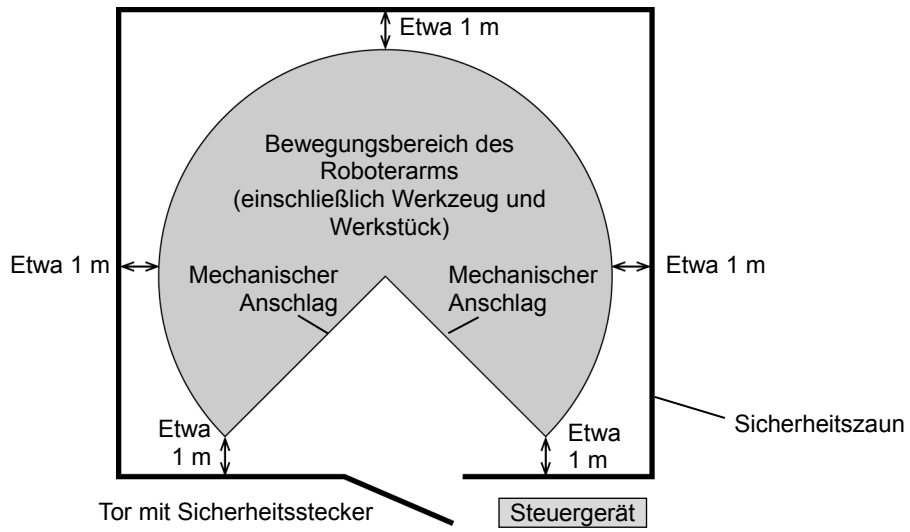 Etwa 1 m
Bewegungsbereich des
Roboterarms
(einschließlich Werkzeug und
Werkstück)
Etwa 1 m
Etwa 1 m
Mechanischer
Anschlag
Mechanischer
Anschlag
Etwa
1 m
Etwa
1 m
Sicherheitszaun
Tor mit Sicherheitsstecker
Steuergerät